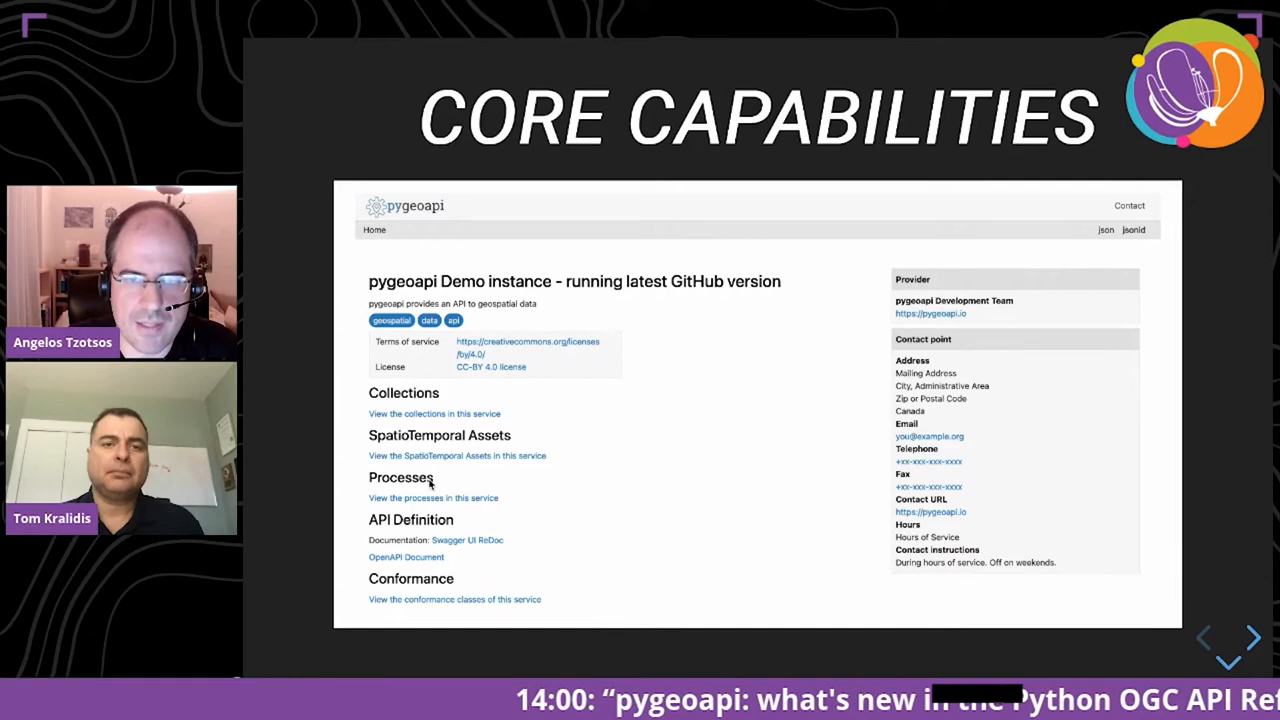 CORE CAPABILITIES
pygeoapi
Contact
Home
json jsonld
pygeoapi Demo instance - running latest GitHub version
pygeoapi provides an API to geospatial data
geospatial data api
Terms of service https://creativecommons.org/licenses
/by/4.0/
License CC-BY 4.0 license
Collections
View the collections in this service
SpatioTemporal Assets
View the SpatioTemporal Assets in this service
Processes
View the processes in this service
API Definition
Documentation: Swagger UI ReDoc
OpenAPI Document
Conformance
View the conformance classes of this service
Provider
pygeoapi Development Team
https://pygeoapi.io
Contact point
Address
Mailing Address
City, Administrative Area
Zip or Postal Code
Canada
Email
you@example.org
Telephone
+xx-xxx-xxx-xxxx
Fax
+xx-xxx-xxx-xxxx
Contact URL
https://pygeoapi.io
Hours
Hours of Service
Contact instructions
During hours of service. Off on weekends.
Angelos Tzotsos
Tom Kralidis
14:00: “pygeoapi: what's new Python OGC API